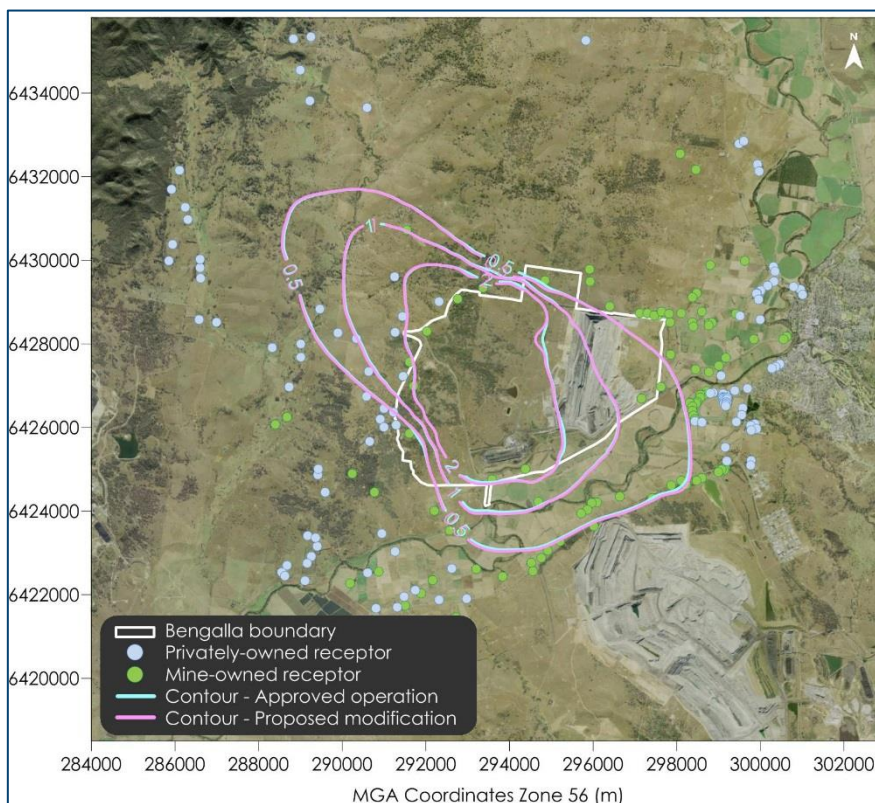 N
6434000
6432000
6430000
6428000
6426000
6424000
6422000
6420000
0.5
1
2
0.5
2
1
0.5
Bengalla boundary
Privately-owned receptor
Mine-owned receptor
Contour - Approved operation
Contour - Proposed modification
284000 286000 288000 290000 292000 294000 296000 298000 300000 302000
MGA Coordinates Zone 56 (m)